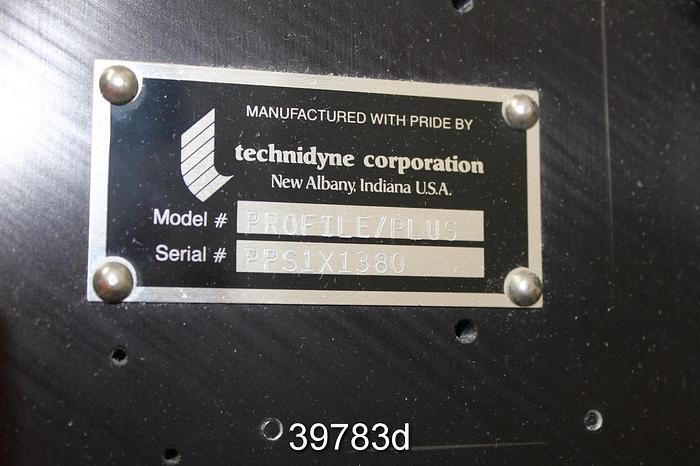 MANUFACTURED WITH PRIDE BY
technidyne corporation
New Albany, Indiana U.S.A.
Model # PROFILE/PLUS
Serial # PPS1X1380
39783d